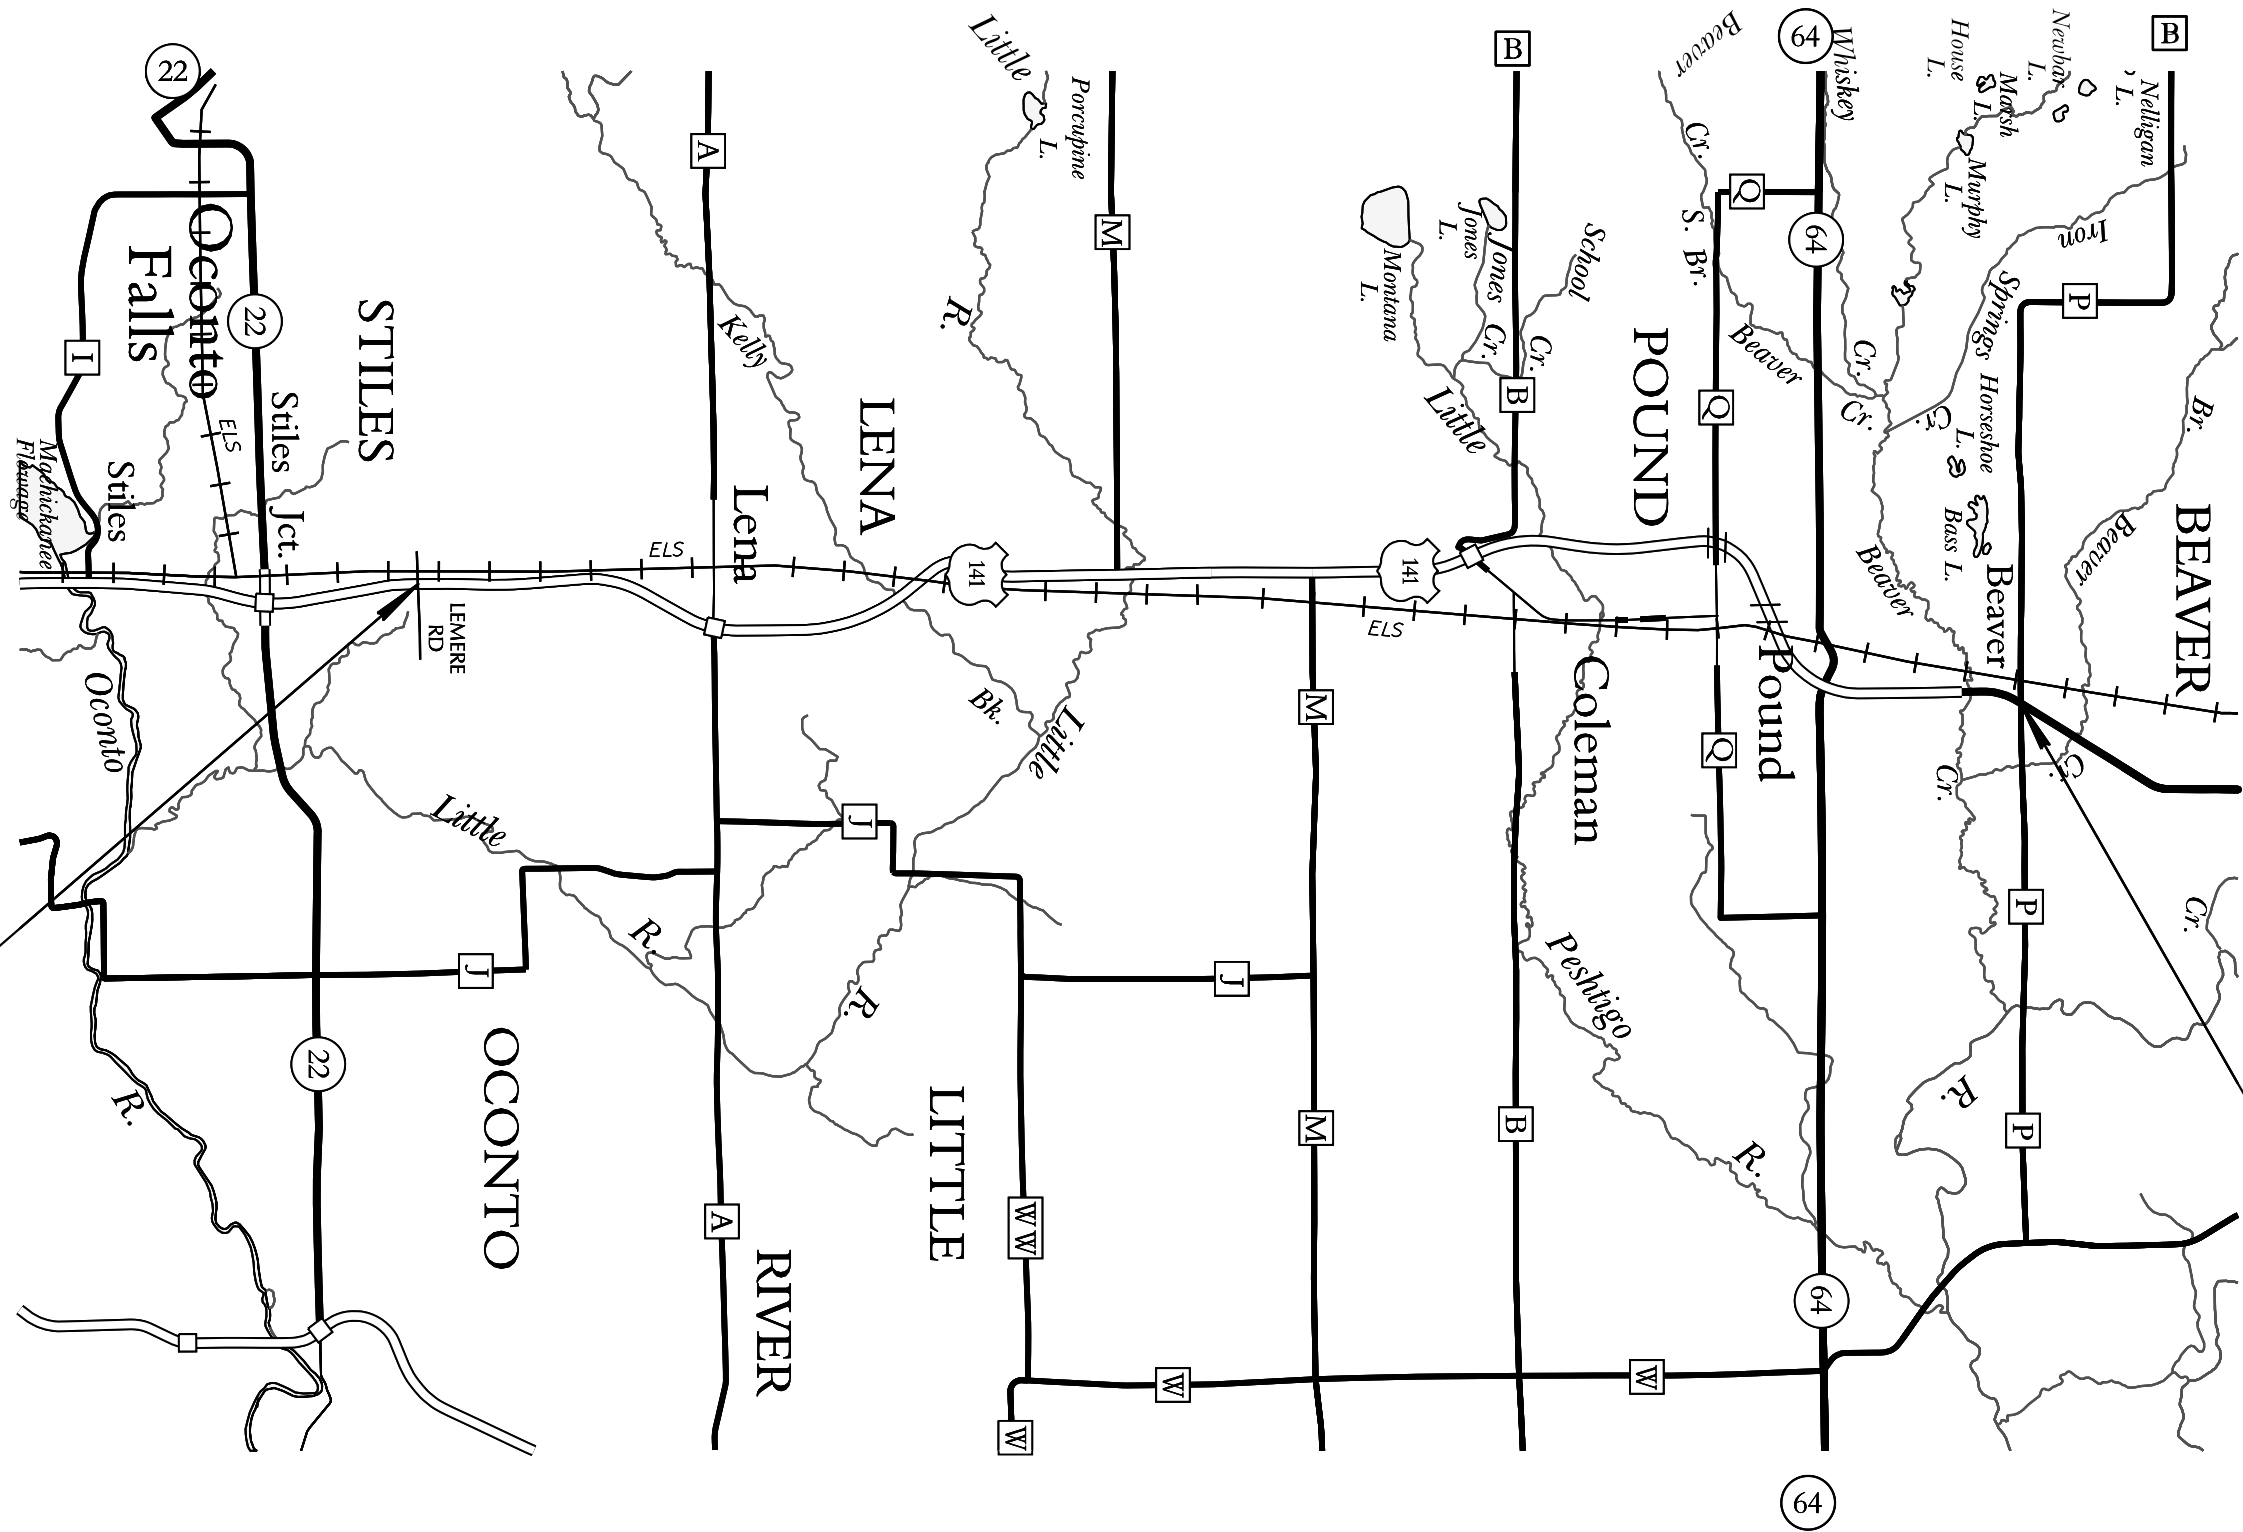 22
B
64
B
Little
Porcupine
L.
Beaver
Cr.
Whiskey
House
L.
Marsh
L.
Newbar
L.
Nelligan
L.
Murphy
L.
A
M
Q
64
S. Br.
School
Cr.
Jones
L.
Jones
Cr.
Montana
L.
Iron
Springs
Cr.
P
Oconto
Falls
22
I
STILES
Kelly
R.
POUND
Beaver
Cr.
Cr.
Q
B
Little
Horseshoe
L.
Br.
Beaver
ELS
Stiles
Jct.
Stiles
Machickanee
Flowage
Lena
LENA
Bass L.
BEAVER
Beaver
Beaver
ELS
141
141
LEMERE
RD
ELS
Oconto
Bk.
Little
M
Coleman
Pound
Q
Cr.
Cr.
Little
J
R.
R.
J
J
Peshtigo
P
Cr.
22
R.
OCONTO
LITTLE
M
B
R.
R.
P
A
RIVER
WW
64
W
W
W
64